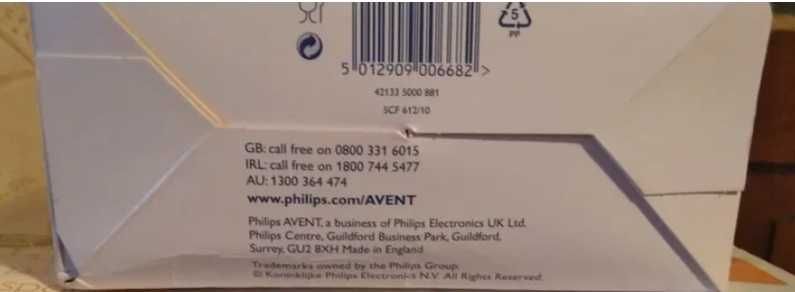 5
PP
5 012909 006682 >
42133 5000 881
SCF 612/10
GB: call free on 0800 331 6015
IRL: call free on 1800 744 5477
AU: 1300 364 474
www.philips.com/AVENT
Philips AVENT, a business of Philips Electronics UK Ltd.
Philips Centre, Guildford Business Park, Guildford,
Surrey, GU2 8XH Made in England
Trademarks owned by the Philips Group.
© Koninklijke Philips Electronics N.V. All Rights Reserved.